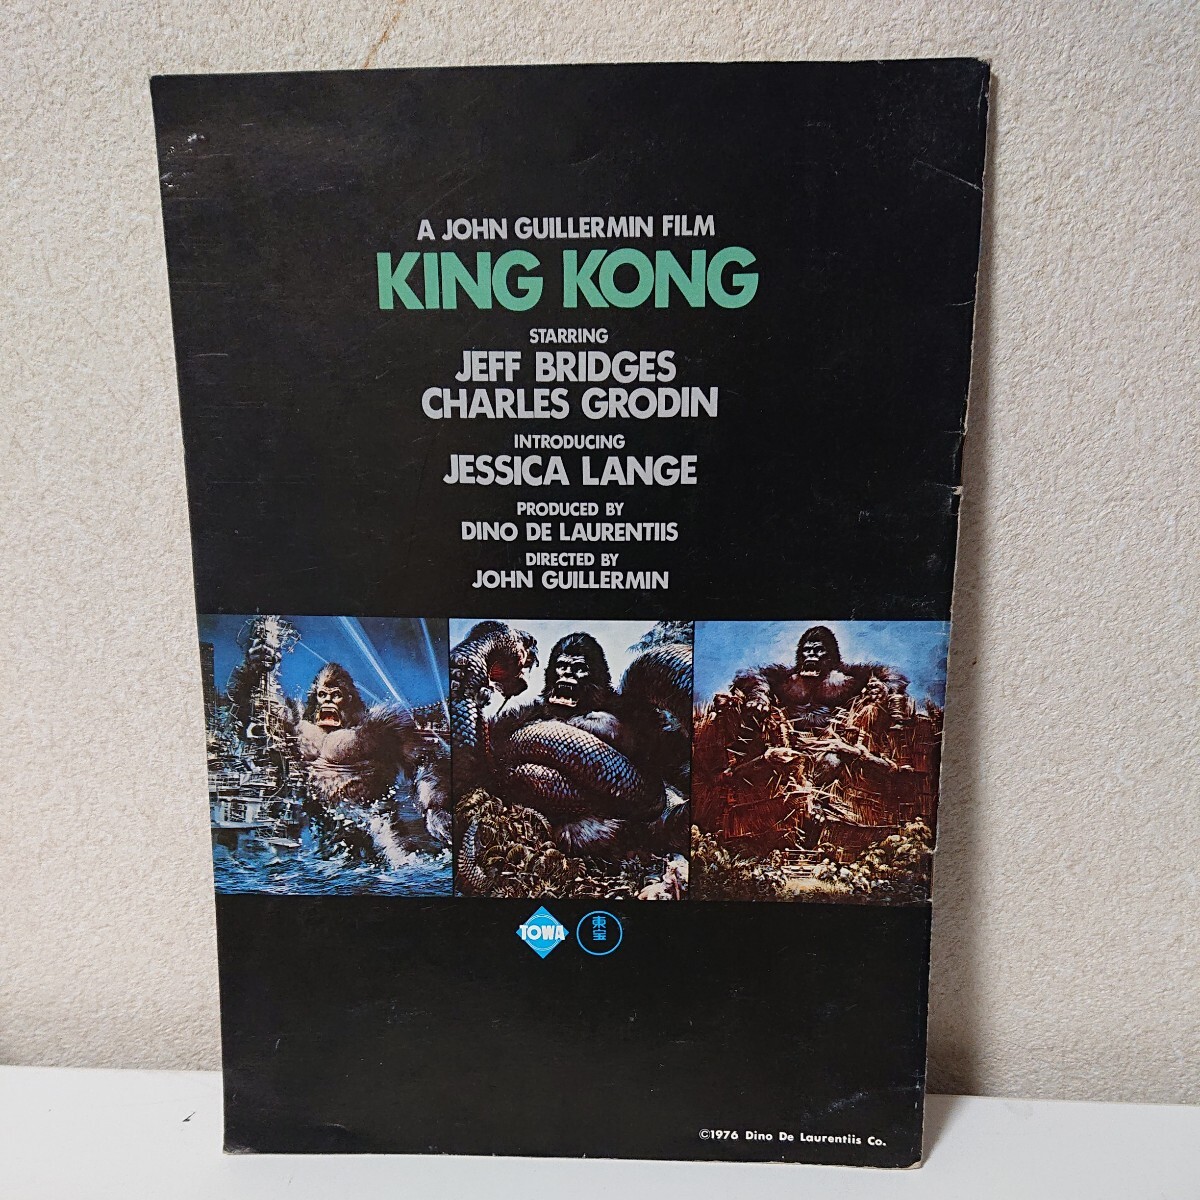 A JOHN GUILLERMIN FILM
KING KONG
STARRING
JEFF BRIDGES
CHARLES GRODIN
INTRODUCING
JESSICA LANGE
PRODUCED BY
DINO DE LAURENTIIS
DIRECTED BY
JOHN GUILLERMIN
TOWA
東宝
©1976 Dino De Laurentiis Co.